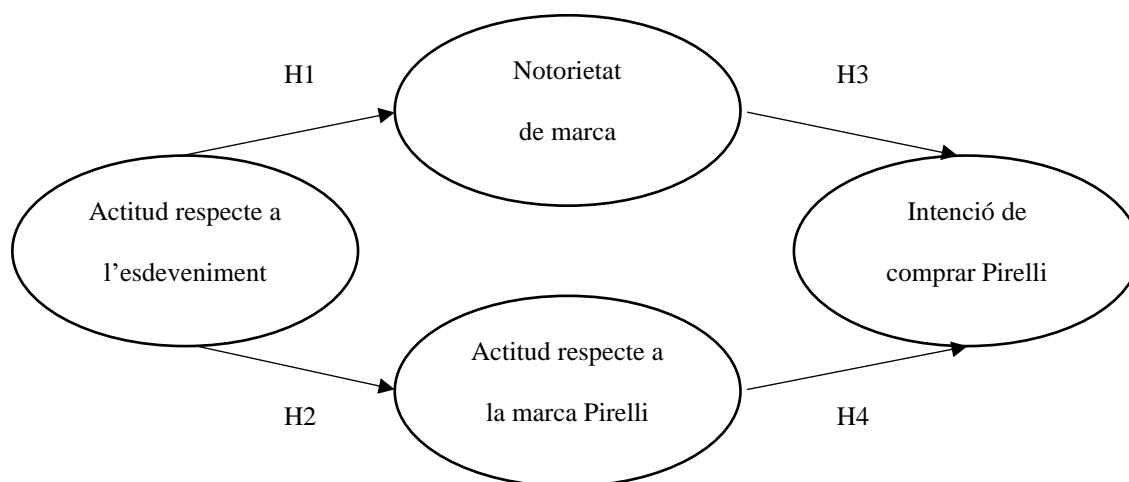 H1
Notorietat
de marca
H3
Actitud respecte a
l’esdeveniment
Intenció de
comprar Pirelli
Actitud respecte a
la marca Pirelli
H2
H4